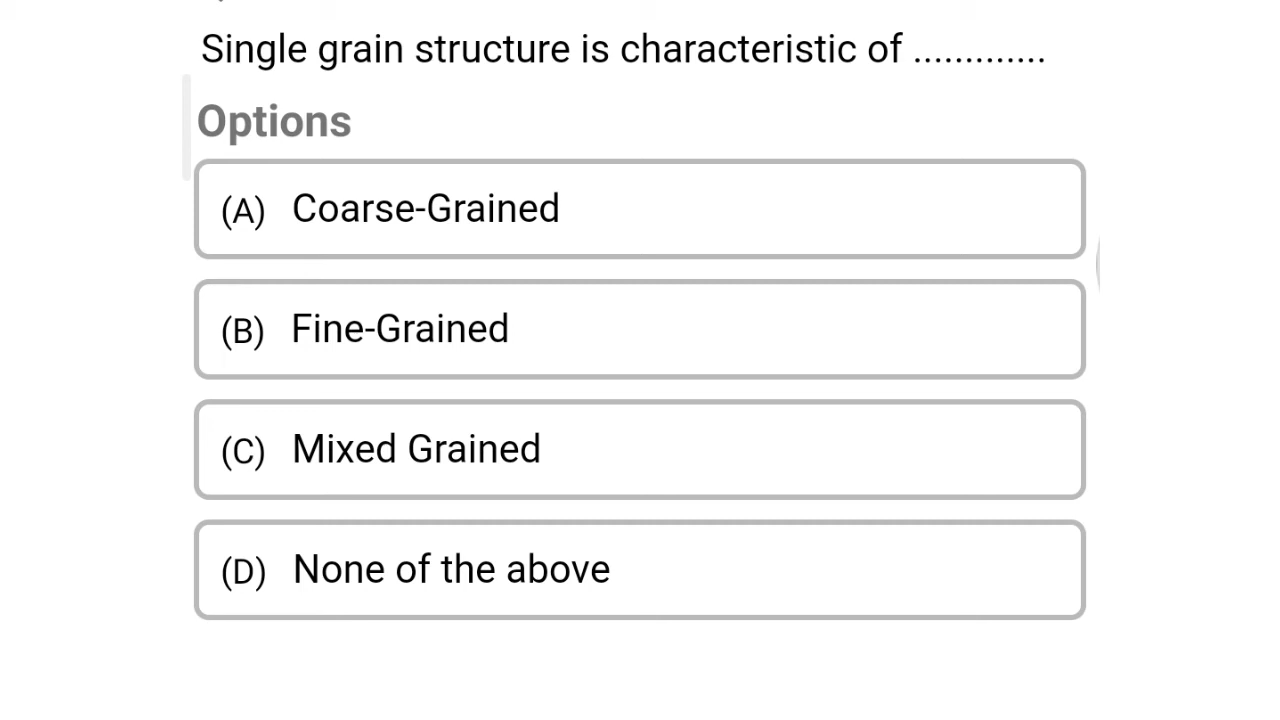 Single grain structure is characteristic of .............
Options
(A) Coarse-Grained
(B) Fine-Grained
(C) Mixed Grained
(D) None of the above